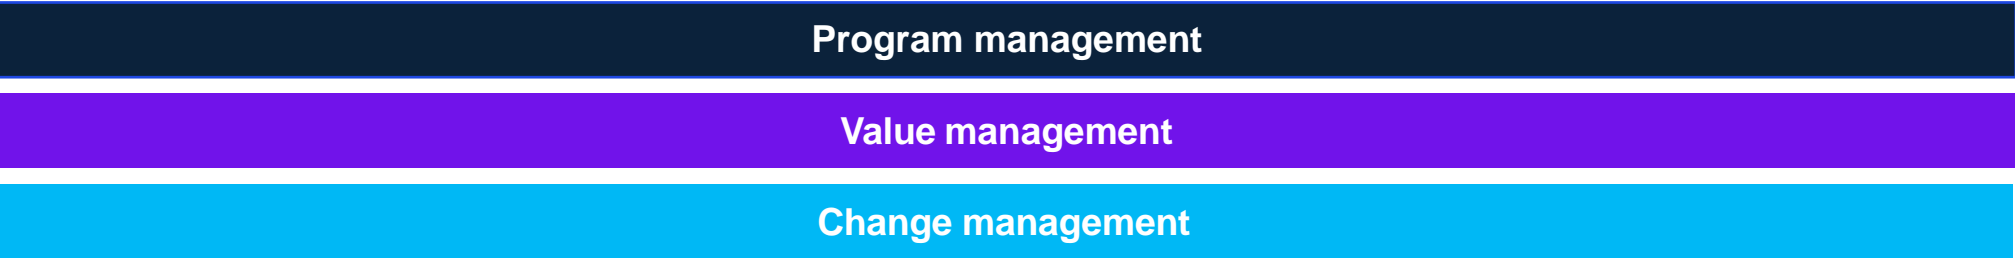 Program management
Value management
Change management